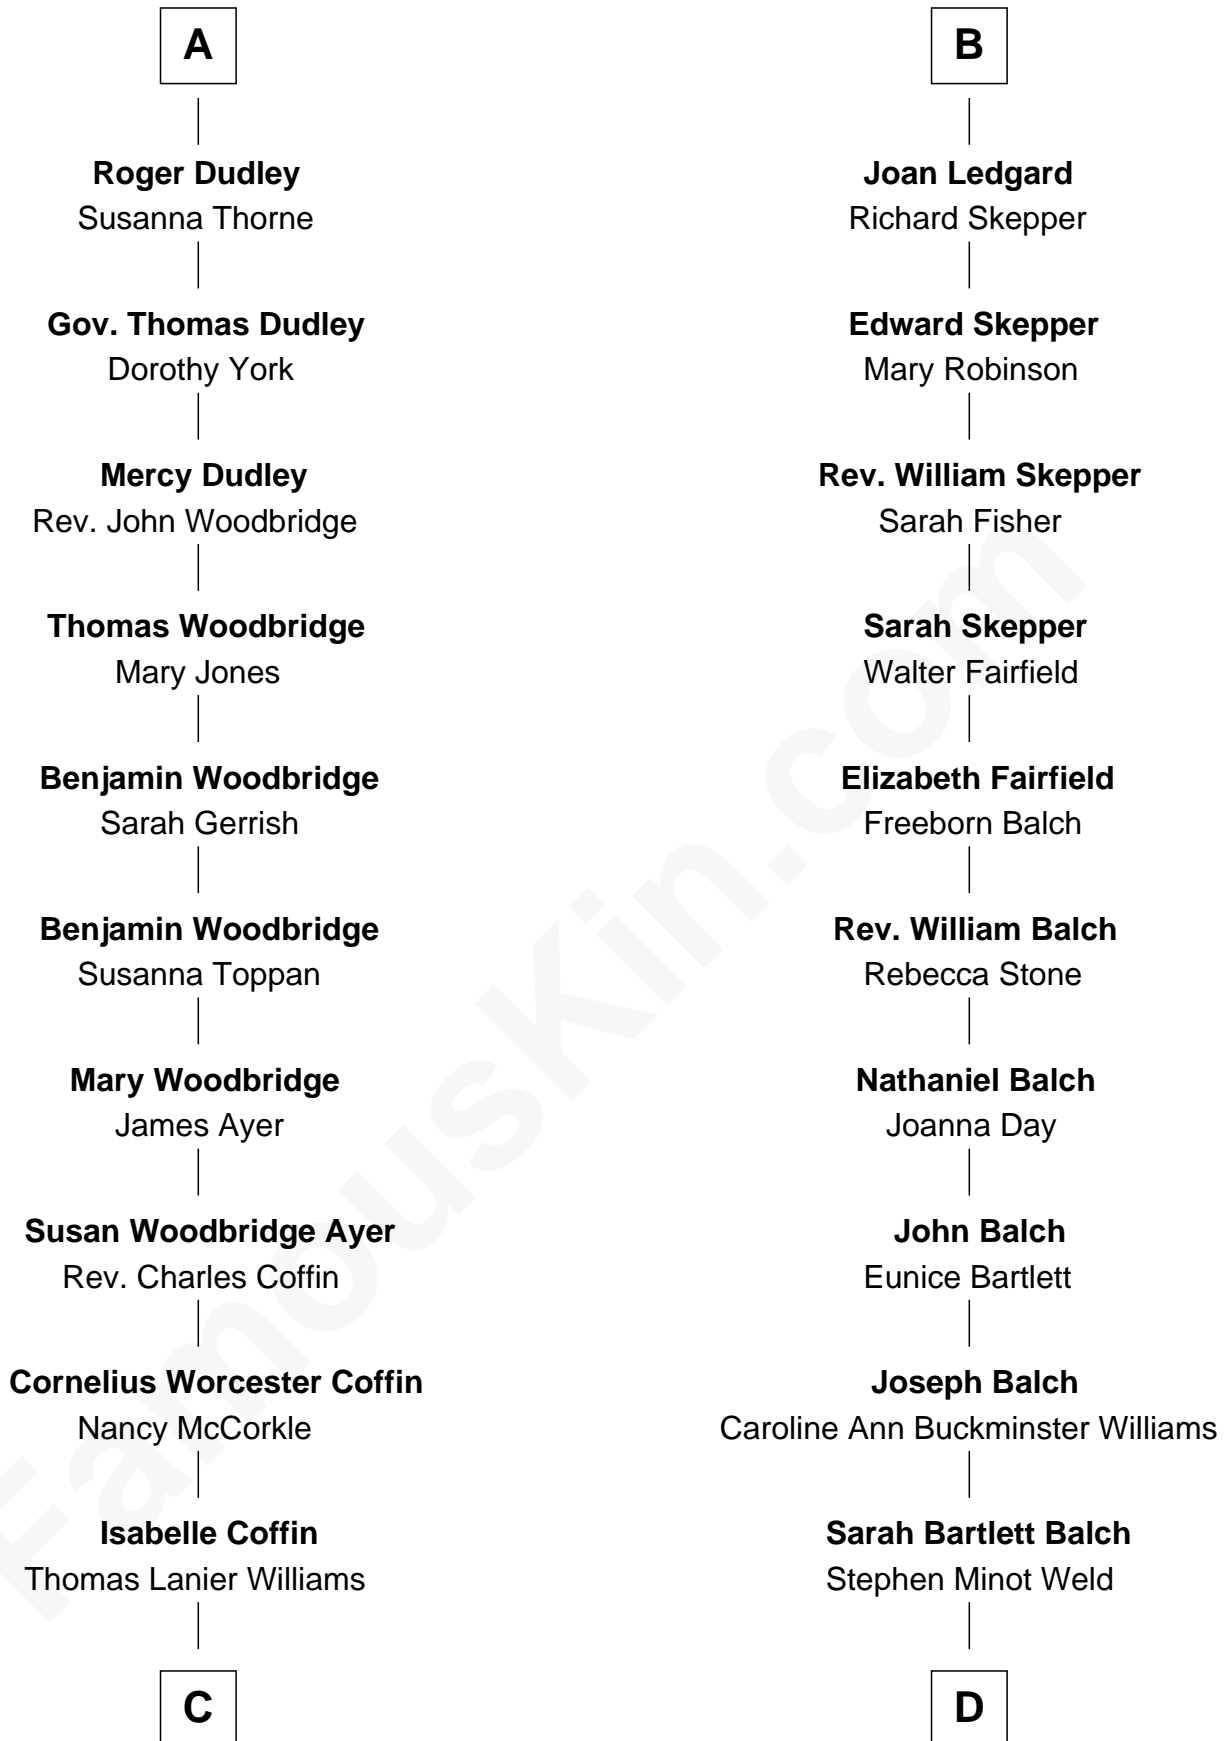 A
Roger Dudley
Susanna Thorne
Gov. Thomas Dudley
Dorothy York
Mercy Dudley
Rev. John Woodbridge
Thomas Woodbridge
Mary Jones
Benjamin Woodbridge
Sarah Gerrish
Benjamin Woodbridge
Susanna Toppan
Mary Woodbridge
James Ayer
Susan Woodbridge Ayer
Rev. Charles Coffin
Cornelius Worcester Coffin
Nancy McCorkle
Isabelle Coffin
Thomas Lanier Williams
C
B
Joan Ledgard
Richard Skepper
Edward Skepper
Mary Robinson
Rev. William Skepper
Sarah Fisher
Sarah Skepper
Walter Fairfield
Elizabeth Fairfield
Freeborn Balch
Rev. William Balch
Rebecca Stone
Nathaniel Balch
Joanna Day
John Balch
Eunice Bartlett
Joseph Balch
Caroline Ann Buckminster Williams
Sarah Bartlett Balch
Stephen Minot Weld
D
FamousKin.com